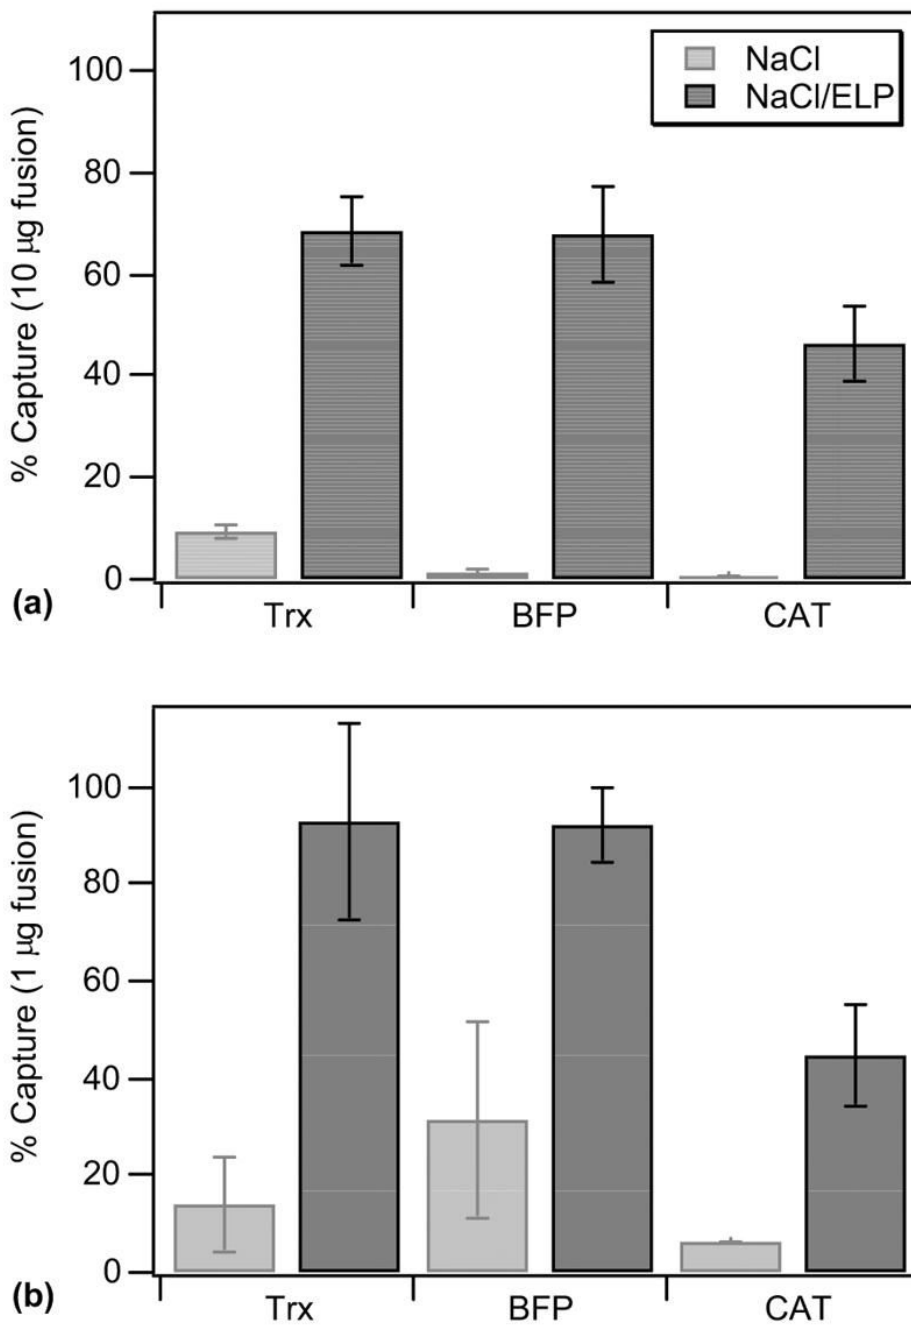 % Capture (10 µg fusion)
100
80
60
40
20
0
NaCl
NaCl/ELP
(a)
Trx BFP CAT
% Capture (1 µg fusion)
100
80
60
40
20
0
(b)
Trx BFP CAT